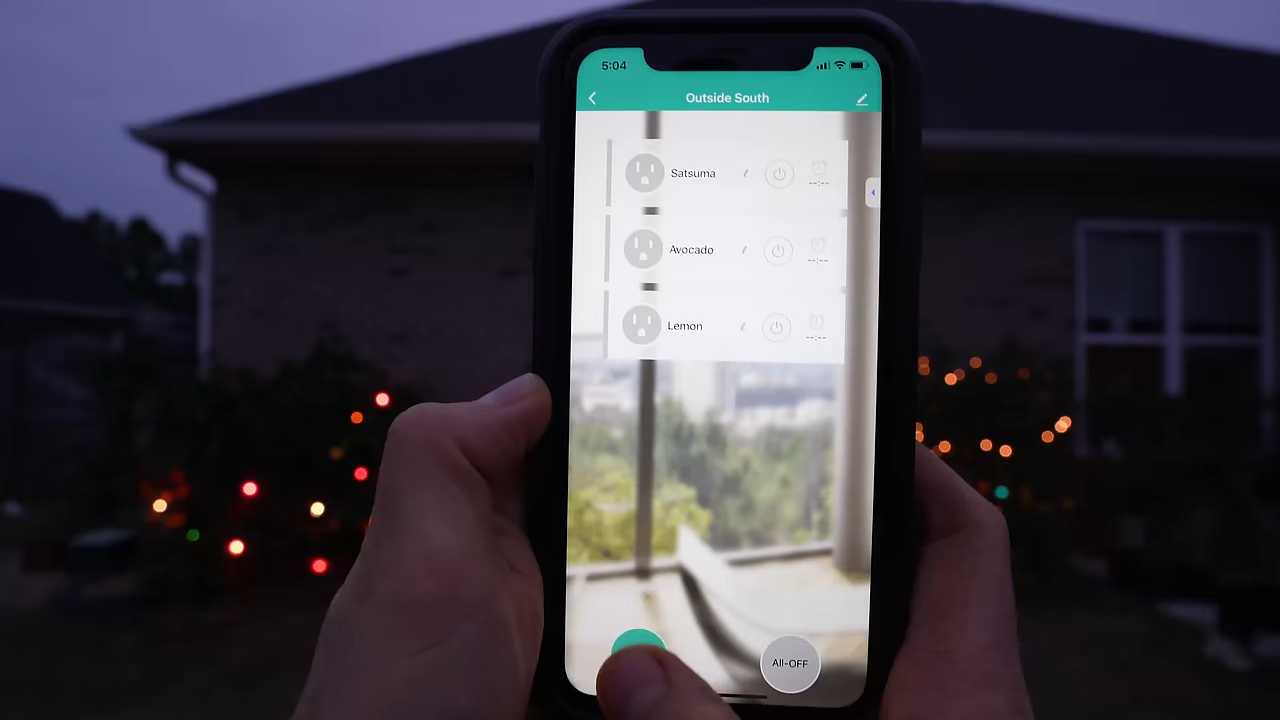 5:04
Outside South
Satsuma
--:--
Avocado
--:--
Lemon
--:--
All-OFF